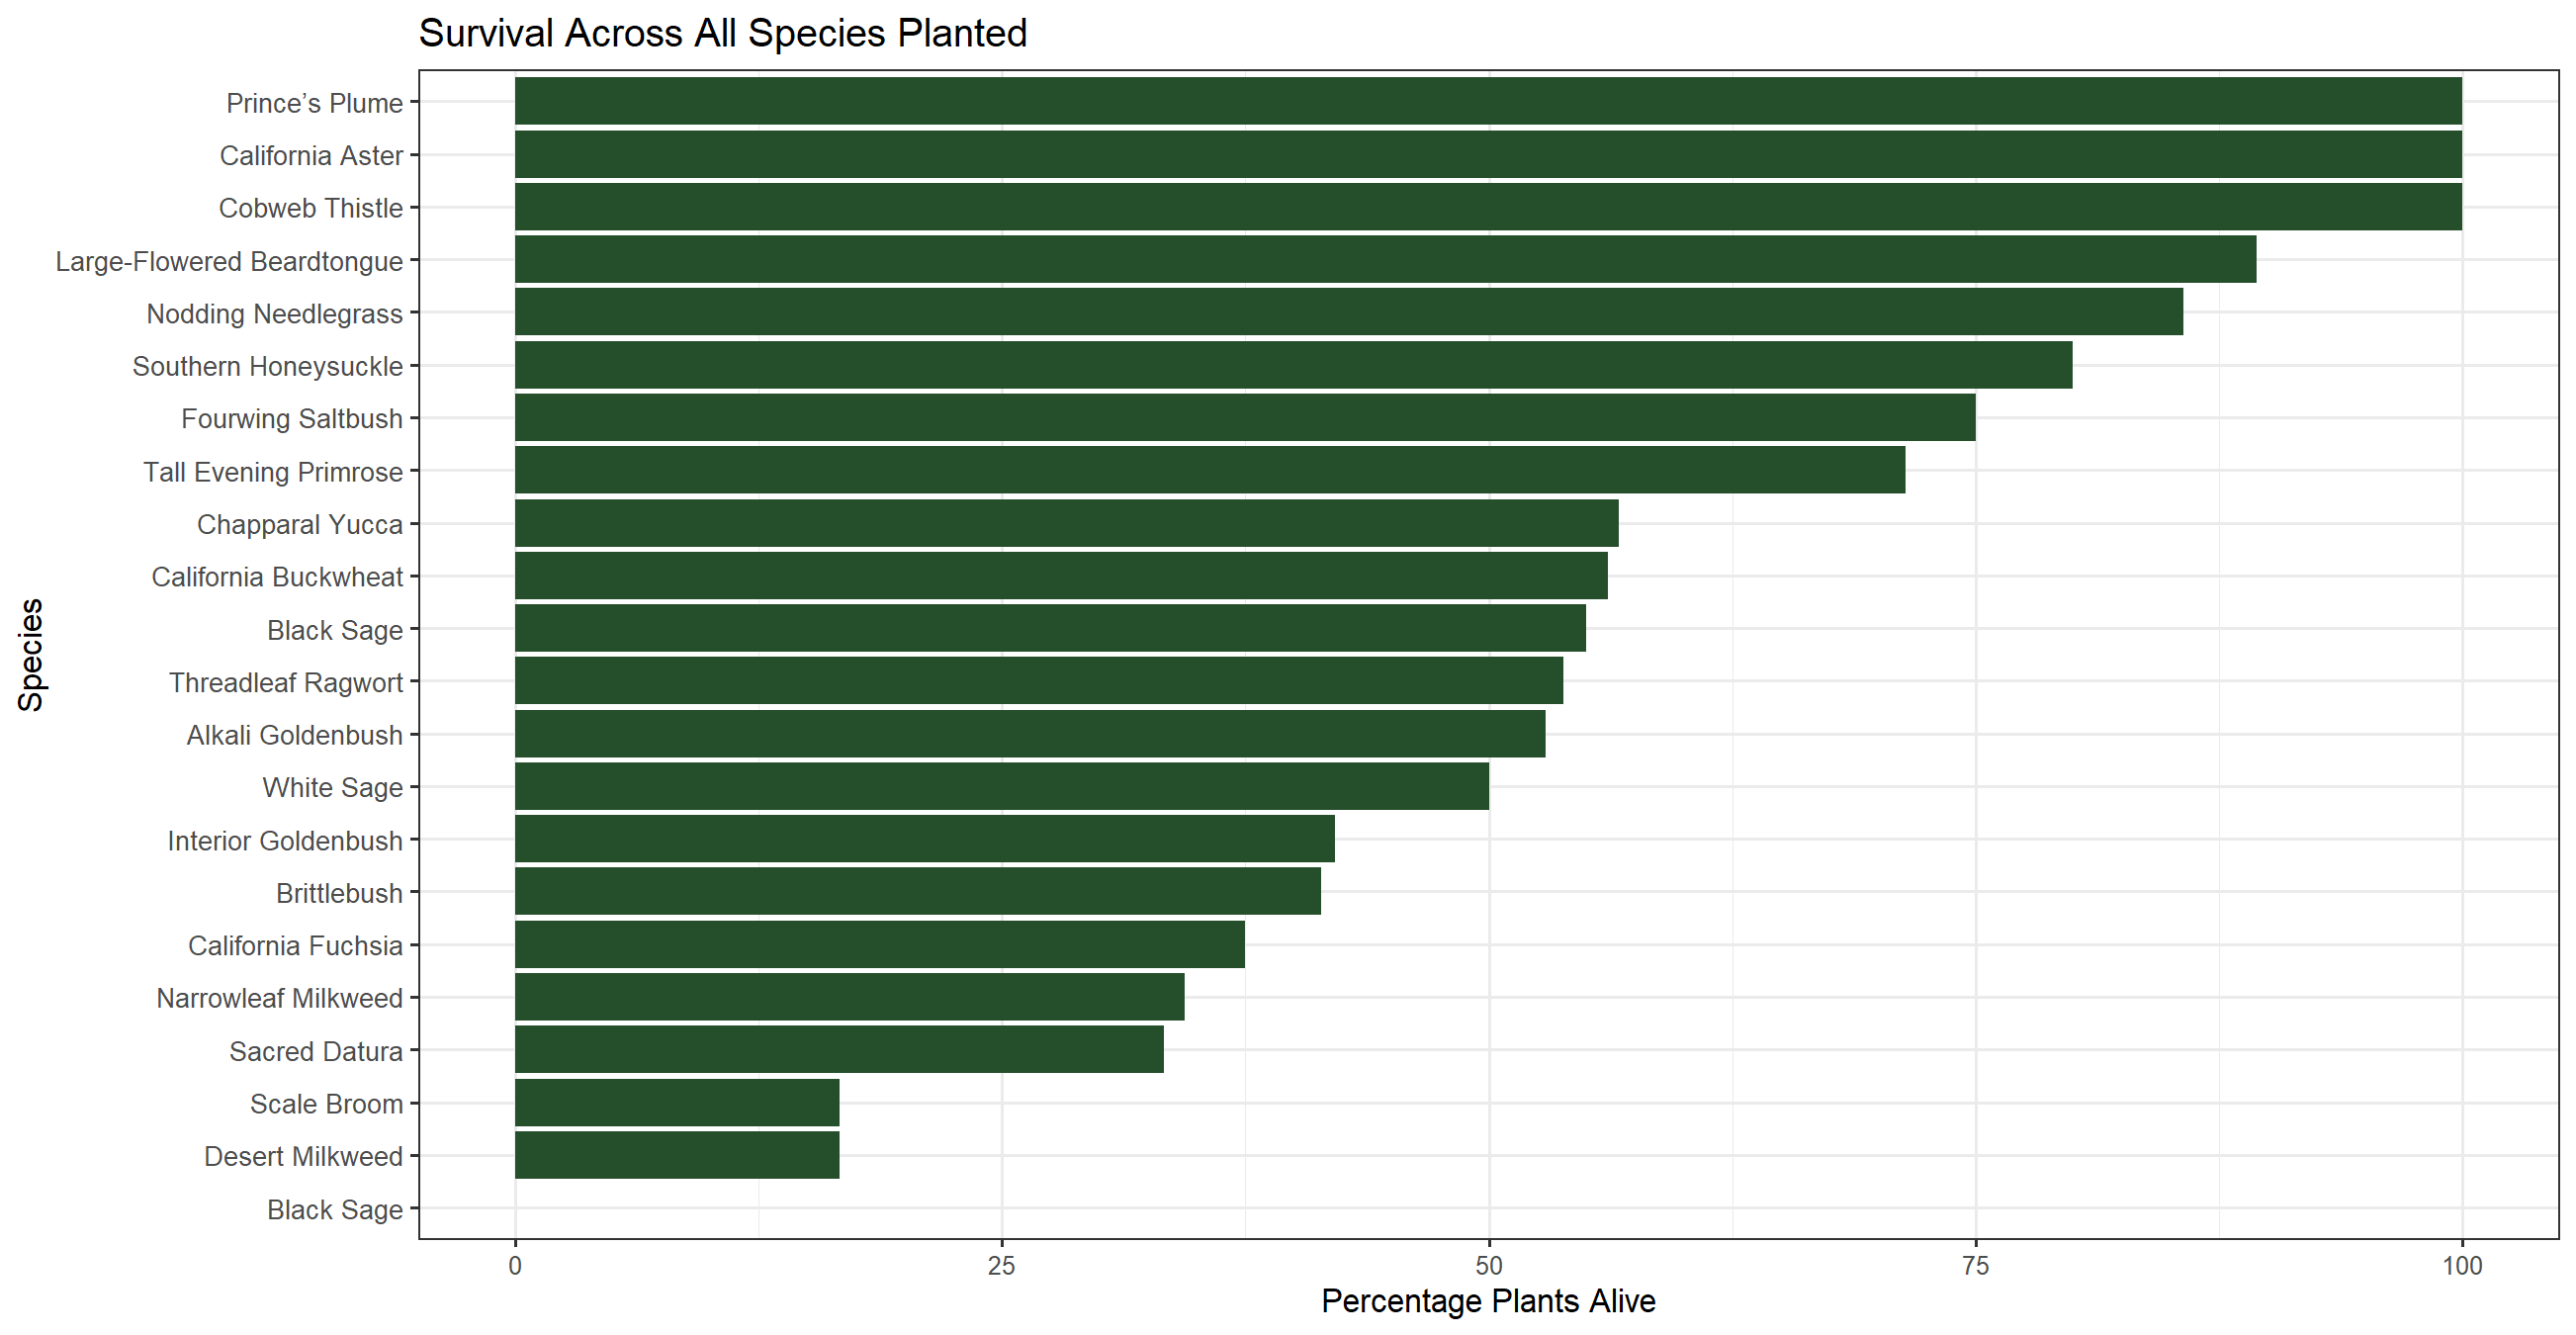 Survival Across All Species Planted
Prince’s Plume
California Aster
Cobweb Thistle
Large-Flowered Beardtongue
Nodding Needlegrass
Southern Honeysuckle
Fourwing Saltbush
Tall Evening Primrose
Chapparal Yucca
California Buckwheat
Black Sage
Threadleaf Ragwort
Alkali Goldenbush
White Sage
Interior Goldenbush
Brittlebush
California Fuchsia
Narrowleaf Milkweed
Sacred Datura
Scale Broom
Desert Milkweed
Black Sage
Species
0 25 50 75 100
Percentage Plants Alive